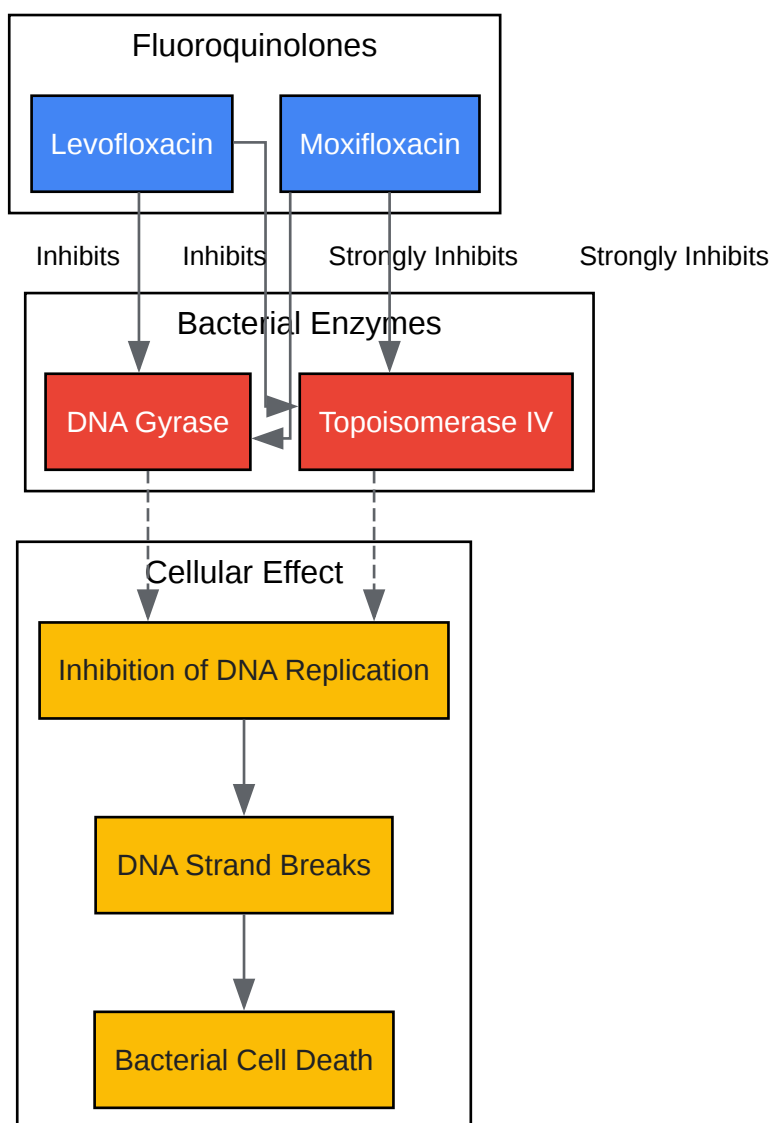 Fluoroquinolones
Levofloxacin
Moxifloxacin
Inhibits
Inhibits
Strongly Inhibits
Strongly Inhibits
Bacterial Enzymes
DNA Gyrase
Topoisomerase IV
Cellular Effect
Inhibition of DNA Replication
DNA Strand Breaks
Bacterial Cell Death